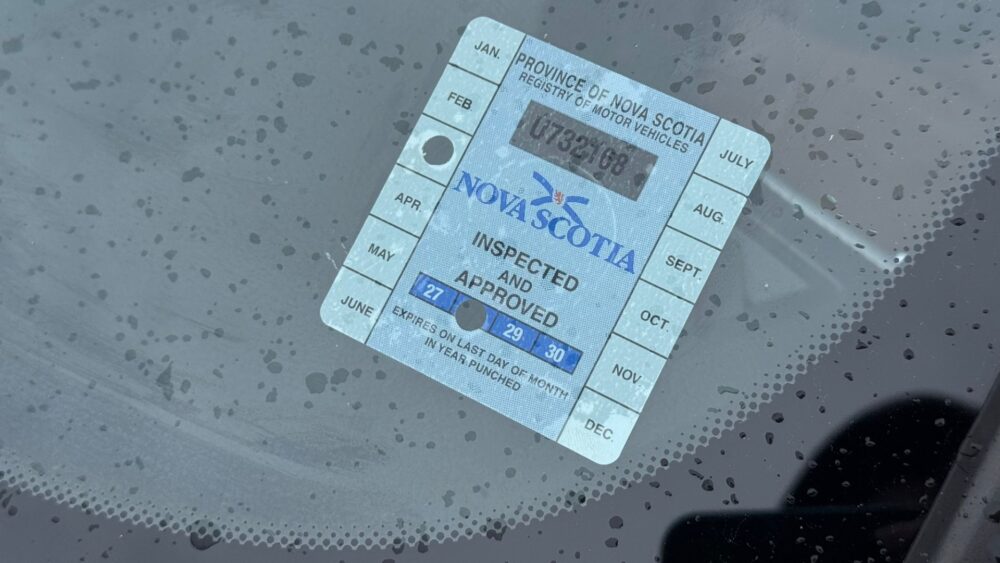 JAN.
FEB
APR.
MAY
JUNE
PROVINCE OF NOVA SCOTIA
REGISTRY OF MOTOR VEHICLES
U732168
NOVA SCOTIA
INSPECTED
AND
APPROVED
27 29 30
EXPIRES ON LAST DAY OF MONTH
IN YEAR PUNCHED
JULY
AUG.
SEPT.
OCT.
NOV.
DEC.